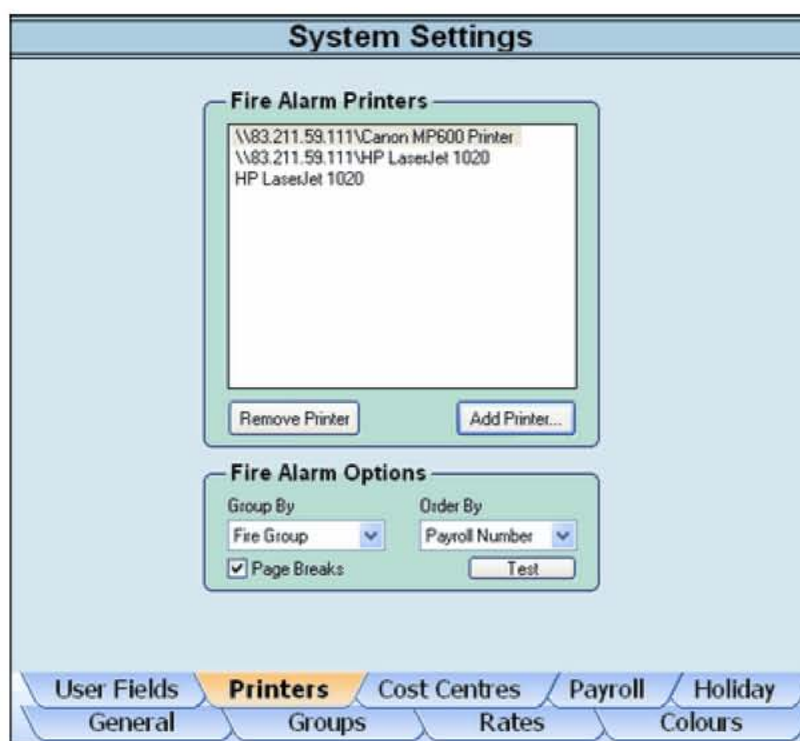 System Settings
Fire Alarm Printers
\\83.211.59.111\Canon MP600 Printer
\\83.211.59.111\HP LaserJet 1020
HP LaserJet 1020
Remove Printer Add Printer...
Fire Alarm Options
Group By Order By
Fire Group Payroll Number
Page Breaks Test
User Fields Printers Cost Centres Payroll Holiday
General Groups Rates Colours